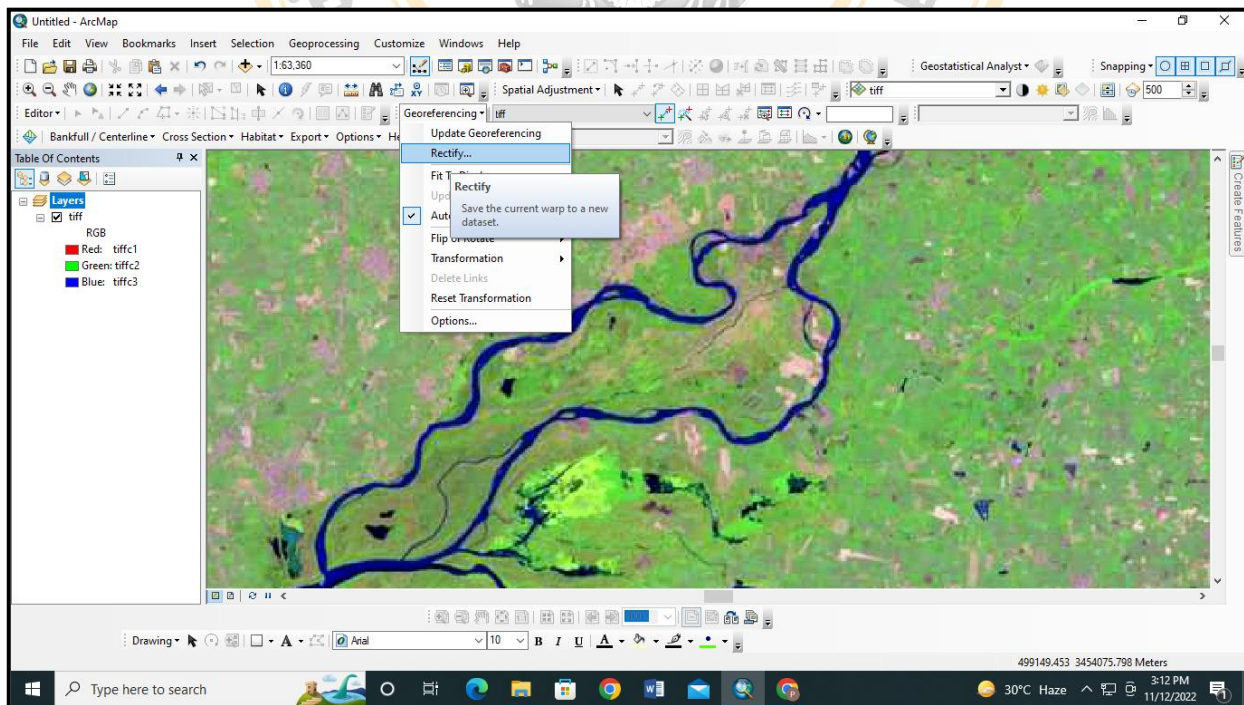 Untitled - ArcMap
File Edit View Bookmarks Insert Selection Geoprocessing Customize Windows Help
1:63,360
Geostatistical Analyst
Snapping
Spatial Adjustment
tiff
500
Editor
Georeferencing
tiff
Bankfull / Centerline Cross Section Habitat Export Options He
Table Of Contents
Layers
tiff
RGB
Red: tiffc1
Green: tiffc2
Blue: tiffc3
Update Georeferencing
Rectify...
Fit T
Upd
Aut
Flip or Rotate
Transformation
Delete Links
Reset Transformation
Options...
Rectify
Save the current warp to a new
dataset.
Create Features
Drawing
Arial
10
B I U A
499149.453 3454075.798 Meters
Type here to search
30°C Haze
3:12 PM
11/12/2022